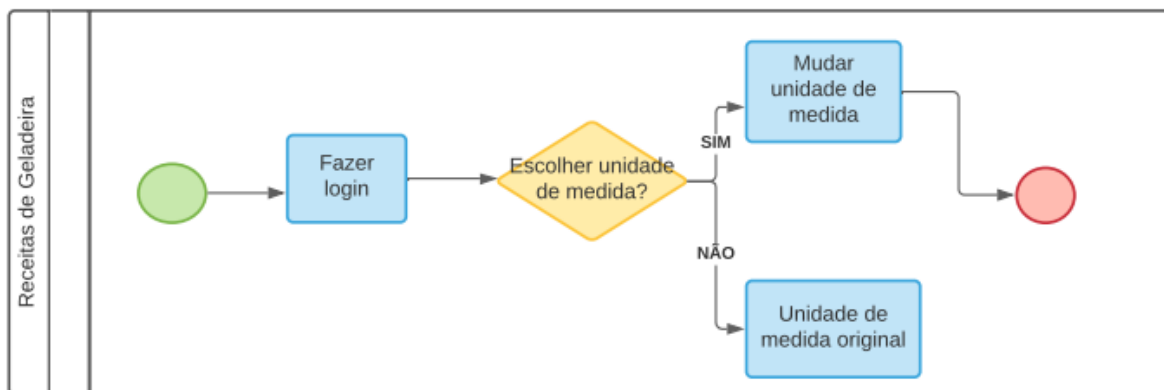 Receitas de Geladeira
Fazer
login
Escolher unidade
de medida?
SIM
Mudar
unidade de
medida
NÃO
Unidade de
medida original